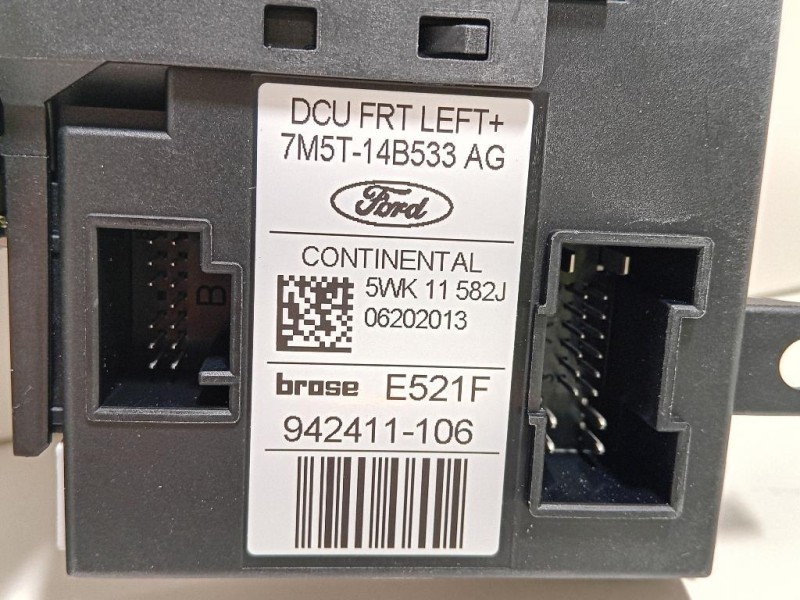 DCU FRT LEFT+
7M5T-14B533 AG
Ford
CONTINENTAL
5WK 11 582J
06202013
brose E521F
942411-106
B